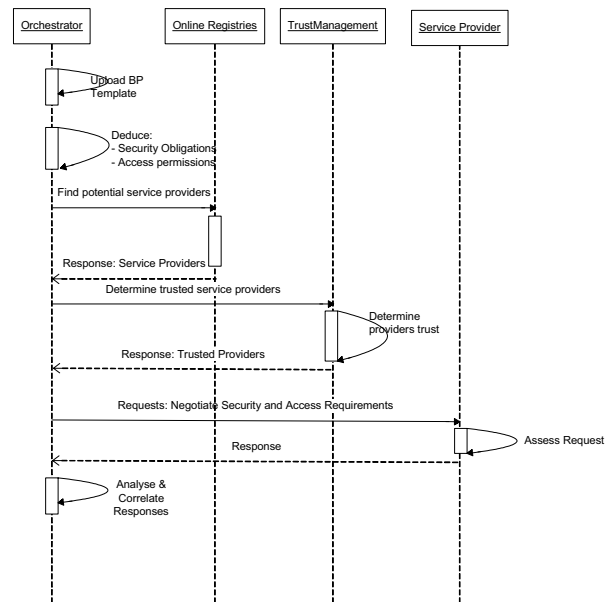 Orchestrator
Online Registries
TrustManagement
Service Provider
Upload BP
Template
Deduce:
- Security Obligations
- Access permissions
Find potential service providers
Response: Service Providers
Determine trusted service providers
Determine
providers trust
Response: Trusted Providers
Requests: Negotiate Security and Access Requirements
Assess Request
Response
Analyse &
Correlate
Responses